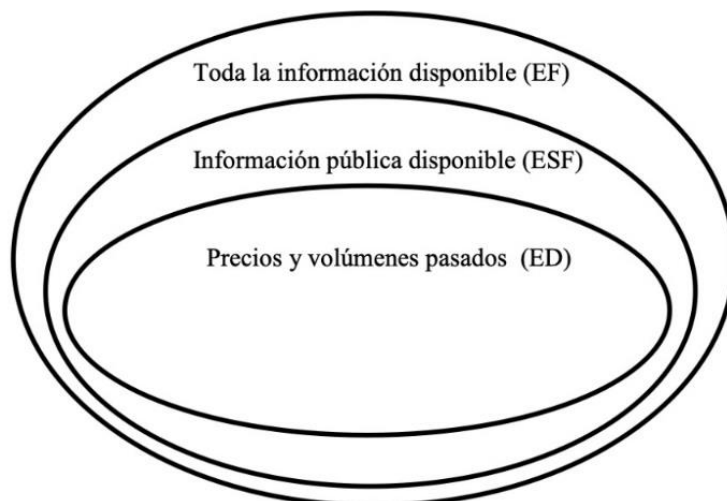 Toda la información disponible (EF)
Información pública disponible (ESF)
Precios y volúmenes pasados (ED)